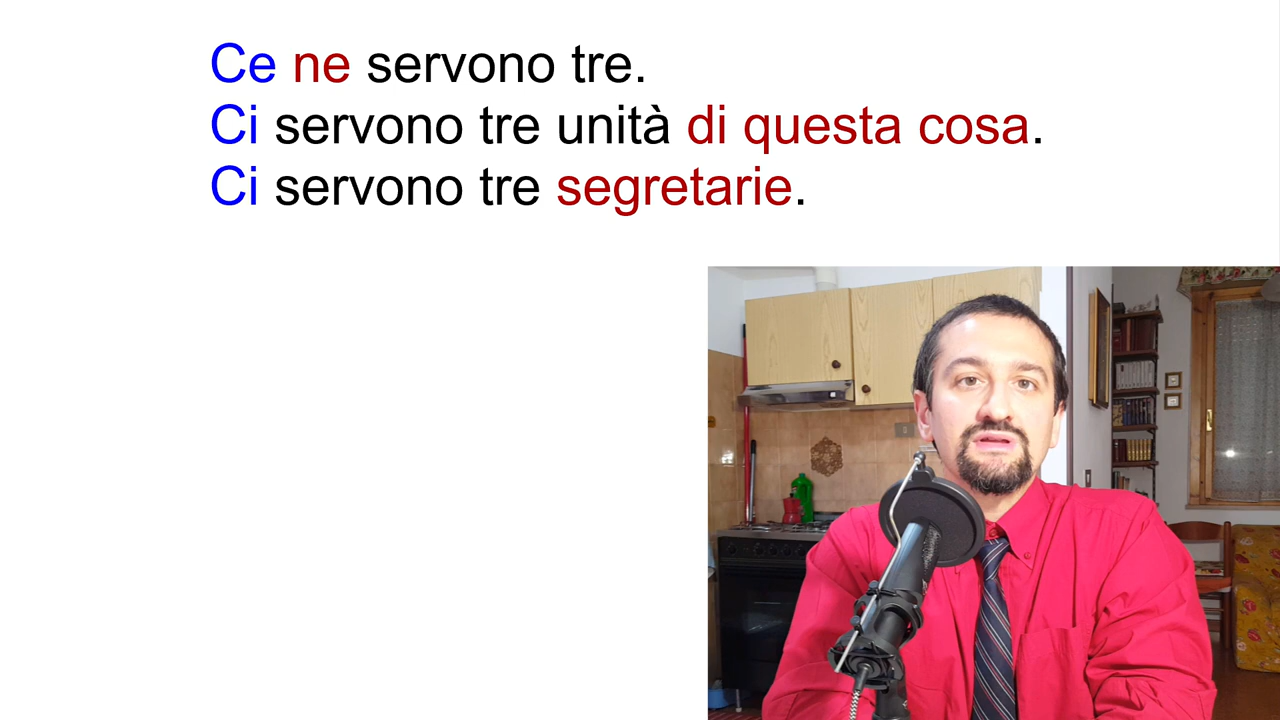 Ce ne servono tre.
Ci servono tre unità di questa cosa.
Ci servono tre segretarie.